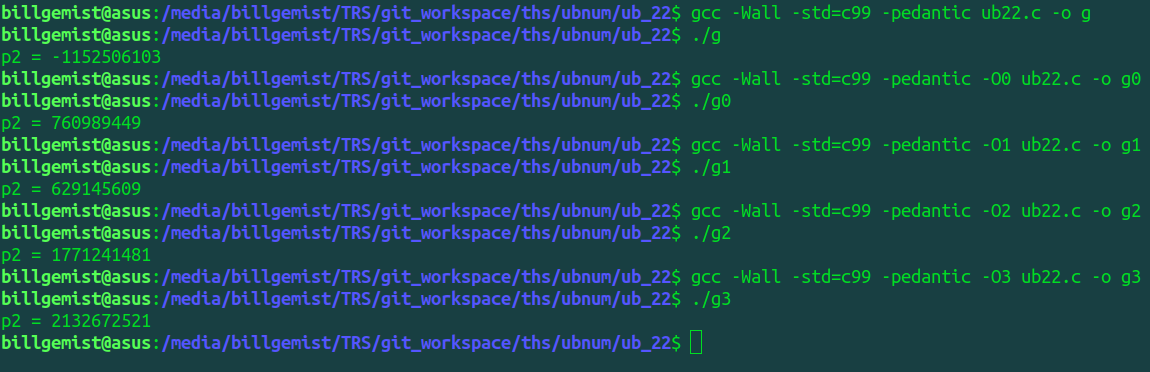 billgemist@asus:/media/billgemist/TRS/git_workspace/ths/ubnum/ub_22$ gcc -Wall -std=c99 -pedantic ub22.c -o g
billgemist@asus:/media/billgemist/TRS/git_workspace/ths/ubnum/ub_22$ ./g
p2 = -1152506103
billgemist@asus:/media/billgemist/TRS/git_workspace/ths/ubnum/ub_22$ gcc -Wall -std=c99 -pedantic -O0 ub22.c -o g0
billgemist@asus:/media/billgemist/TRS/git_workspace/ths/ubnum/ub_22$ ./g0
p2 = 760989449
billgemist@asus:/media/billgemist/TRS/git_workspace/ths/ubnum/ub_22$ gcc -Wall -std=c99 -pedantic -O1 ub22.c -o g1
billgemist@asus:/media/billgemist/TRS/git_workspace/ths/ubnum/ub_22$ ./g1
p2 = 629145609
billgemist@asus:/media/billgemist/TRS/git_workspace/ths/ubnum/ub_22$ gcc -Wall -std=c99 -pedantic -O2 ub22.c -o g2
billgemist@asus:/media/billgemist/TRS/git_workspace/ths/ubnum/ub_22$ ./g2
p2 = 1771241481
billgemist@asus:/media/billgemist/TRS/git_workspace/ths/ubnum/ub_22$ gcc -Wall -std=c99 -pedantic -O3 ub22.c -o g3
billgemist@asus:/media/billgemist/TRS/git_workspace/ths/ubnum/ub_22$ ./g3
p2 = 2132672521
billgemist@asus:/media/billgemist/TRS/git_workspace/ths/ubnum/ub_22$